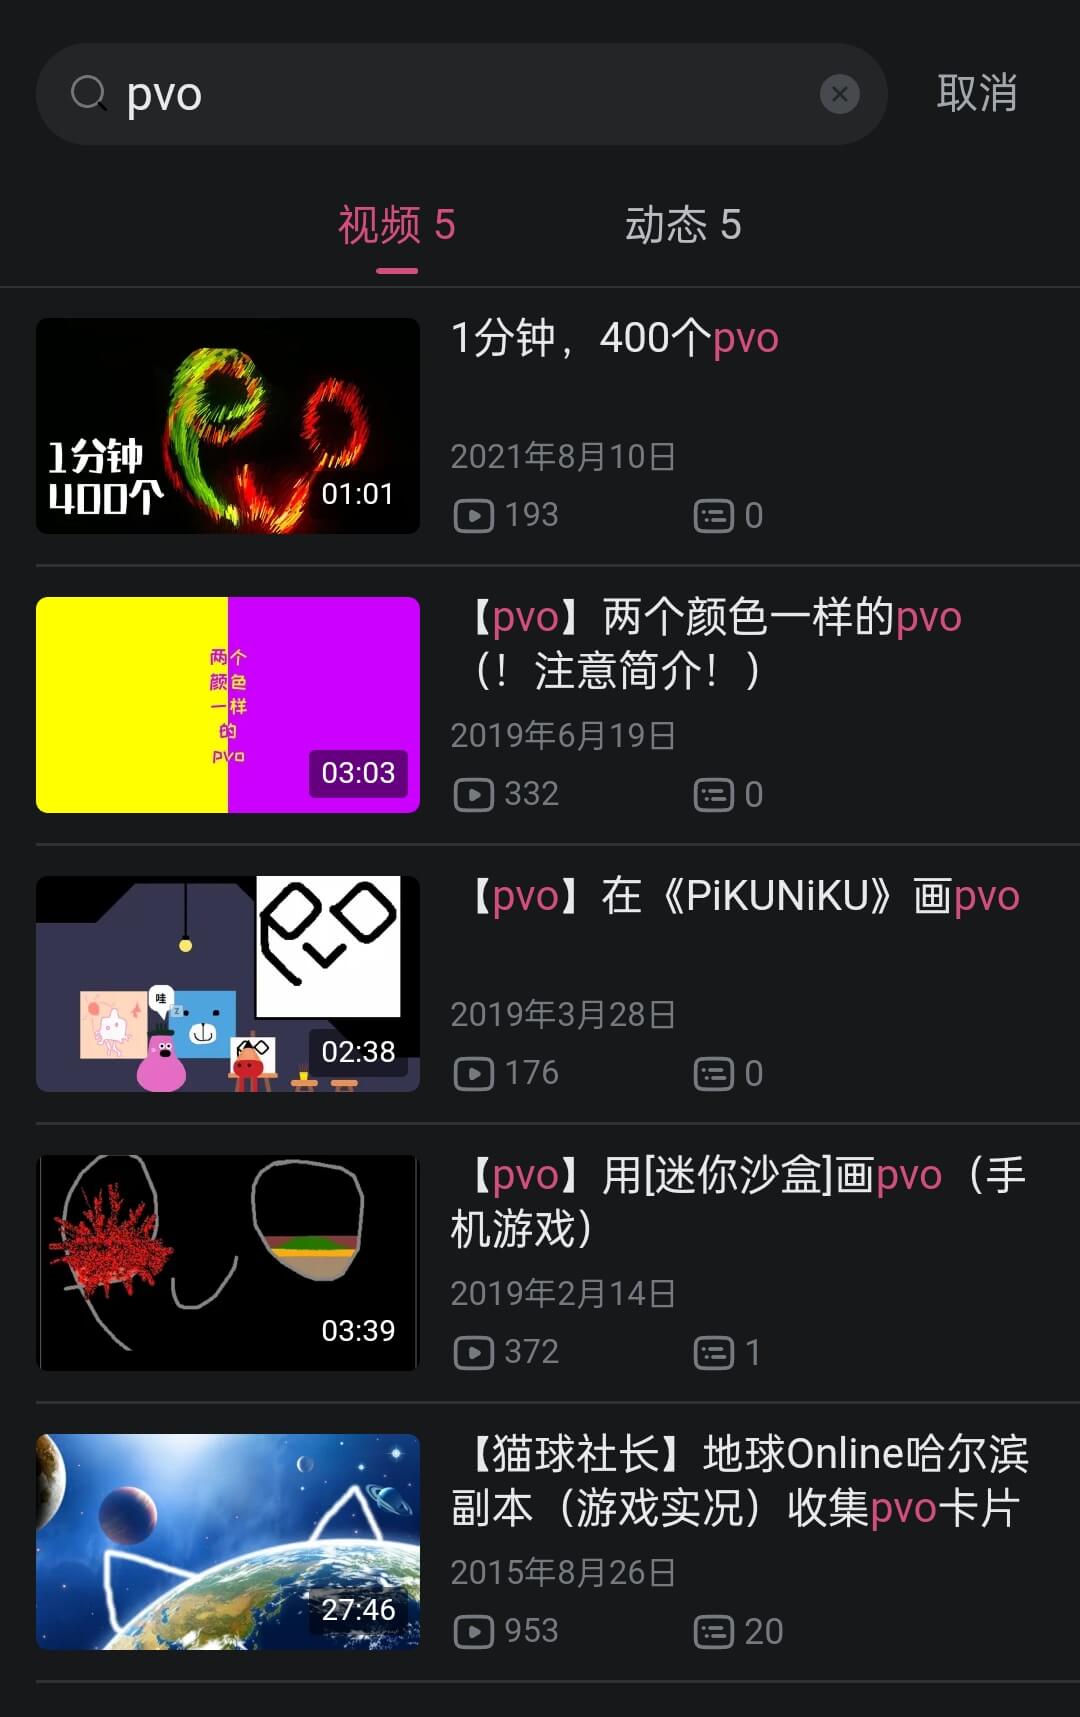 pvo
取消
视频 5
动态 5
1分钟
400个
01:01
1分钟，400个pvo
2021年8月10日
193
0
两个
颜色
一样
的
pvo
03:03
【pvo】两个颜色一样的pvo
（！注意简介！）
2019年6月19日
332
0
哇
Z
02:38
【pvo】在《PiKUNiKU》画pvo
2019年3月28日
176
0
03:39
【pvo】用[迷你沙盒]画pvo（手
机游戏）
2019年2月14日
372
1
27:46
【猫球社长】地球Online哈尔滨
副本（游戏实况）收集pvo卡片
2015年8月26日
953
20